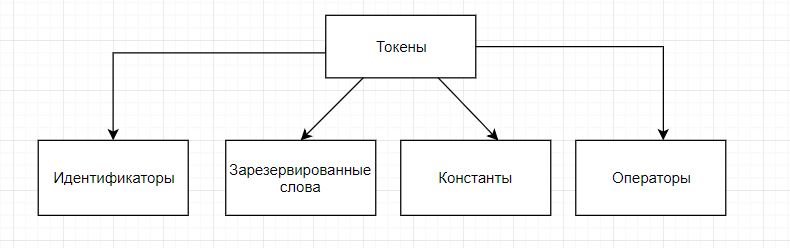 Токены
Идентификаторы
Зарезервированные
слова
Константы
Операторы